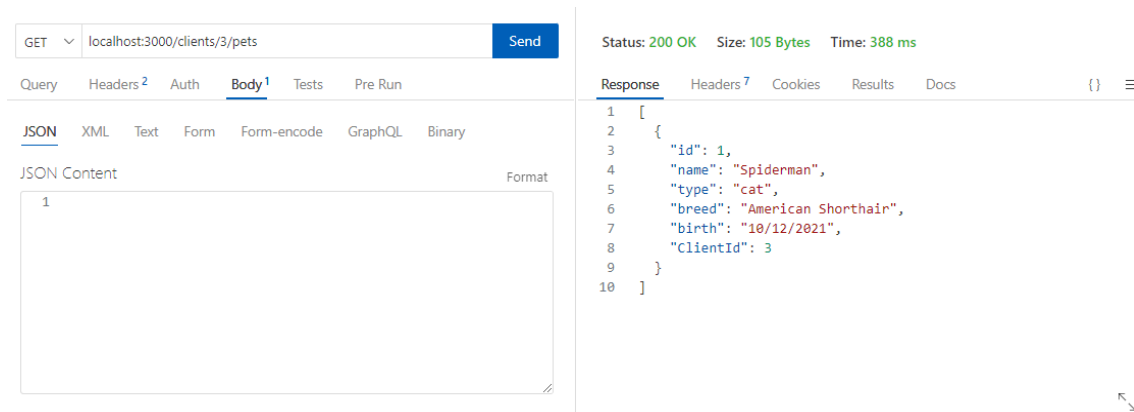 GET localhost:3000/clients/3/pets Send
Query Headers 2 Auth Body 1 Tests Pre Run
JSON XML Text Form Form-encode GraphQL Binary
JSON Content Format
1
Status: 200 OK Size: 105 Bytes Time: 388 ms
Response Headers 7 Cookies Results Docs { }
1 [
2 {
3 "id": 1,
4 "name": "Spiderman",
5 "type": "cat",
6 "breed": "American Shorthair",
7 "birth": "10/12/2021",
8 "ClientId": 3
9 }
10 ]